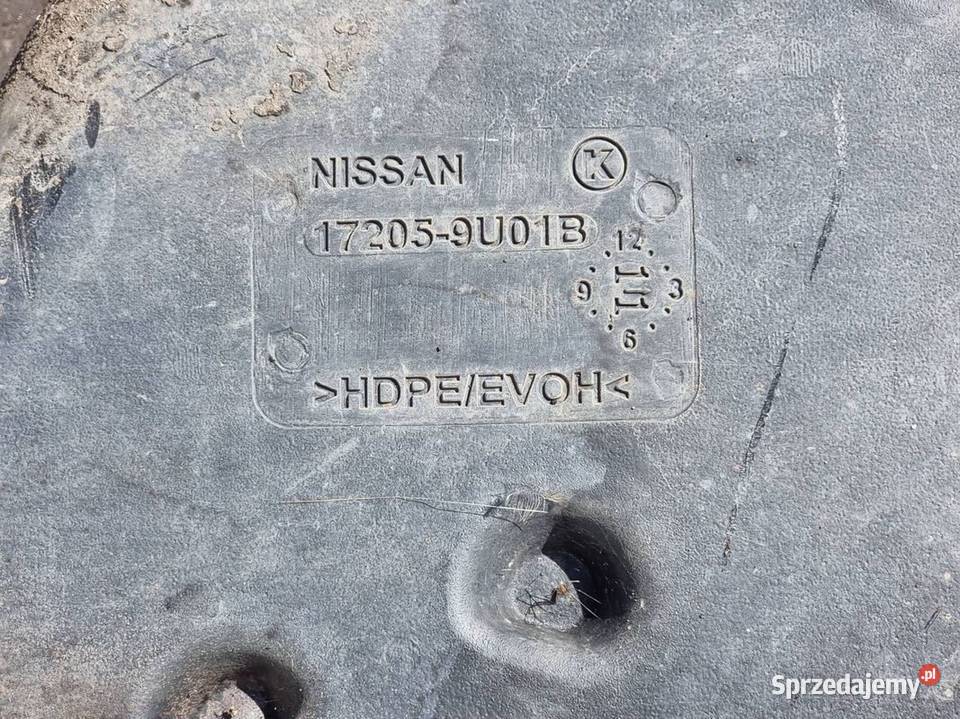 NISSAN K
17205-9U01B
12
9 11 3
6
>HDPE/EVOH<
Sprzedajemy.pl